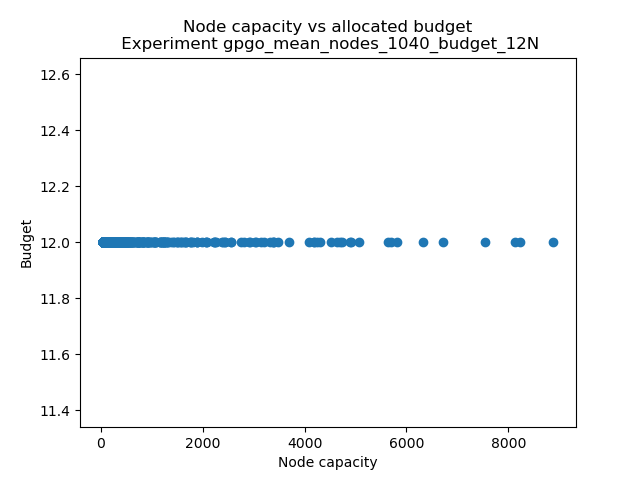 Node capacity vs allocated budget
Experiment gpgo_mean_nodes_1040_budget_12N
12.6
12.4
12.2
12.0
11.8
11.6
11.4
Budget
0 2000 4000 6000 8000
Node capacity